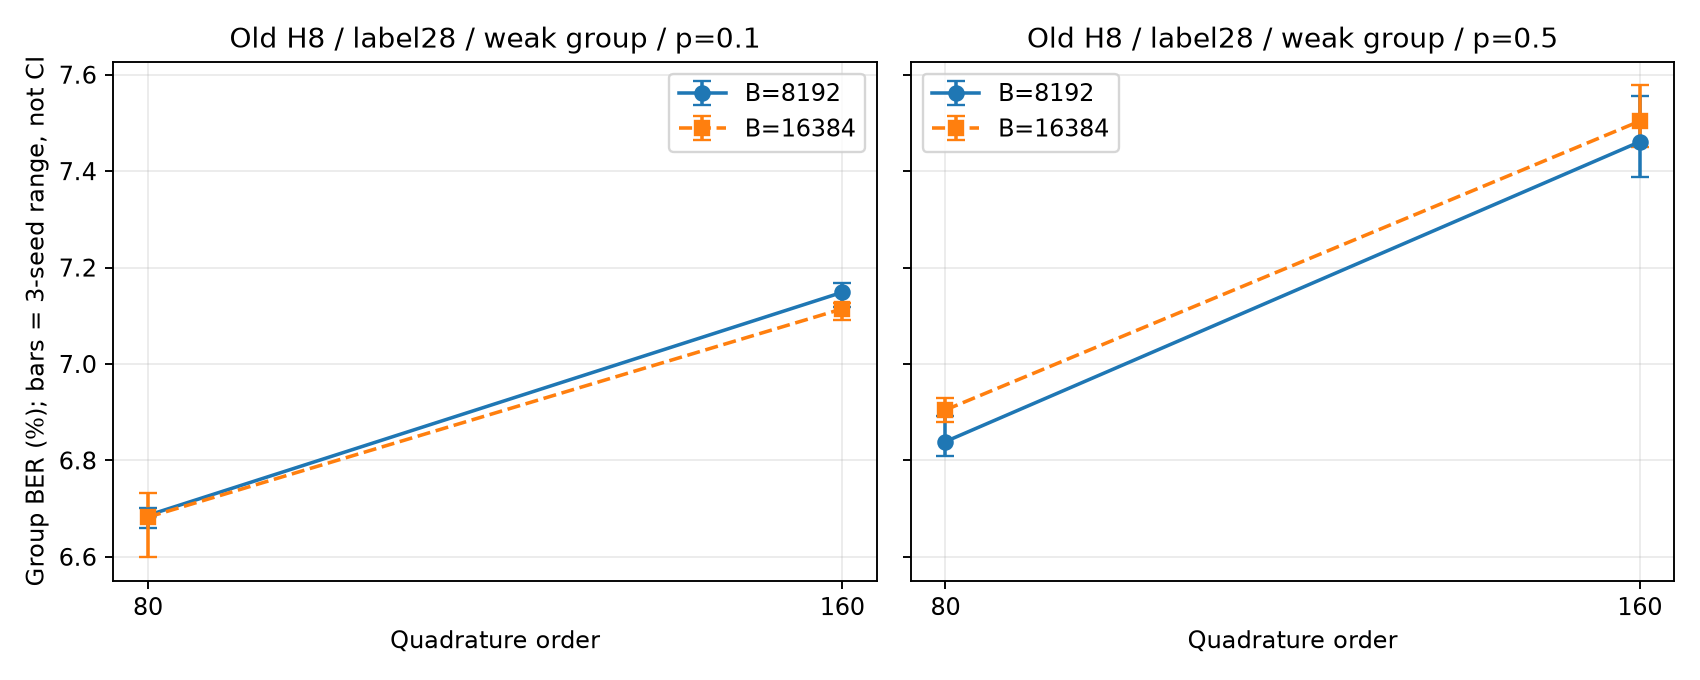 Old H8 / label28 / weak group / p=0.1
Group BER (%); bars = 3-seed range, not CI
7.6
7.4
7.2
7.0
6.8
6.6
B=8192
B=16384
80
160
Quadrature order
Old H8 / label28 / weak group / p=0.5
B=8192
B=16384
80
160
Quadrature order